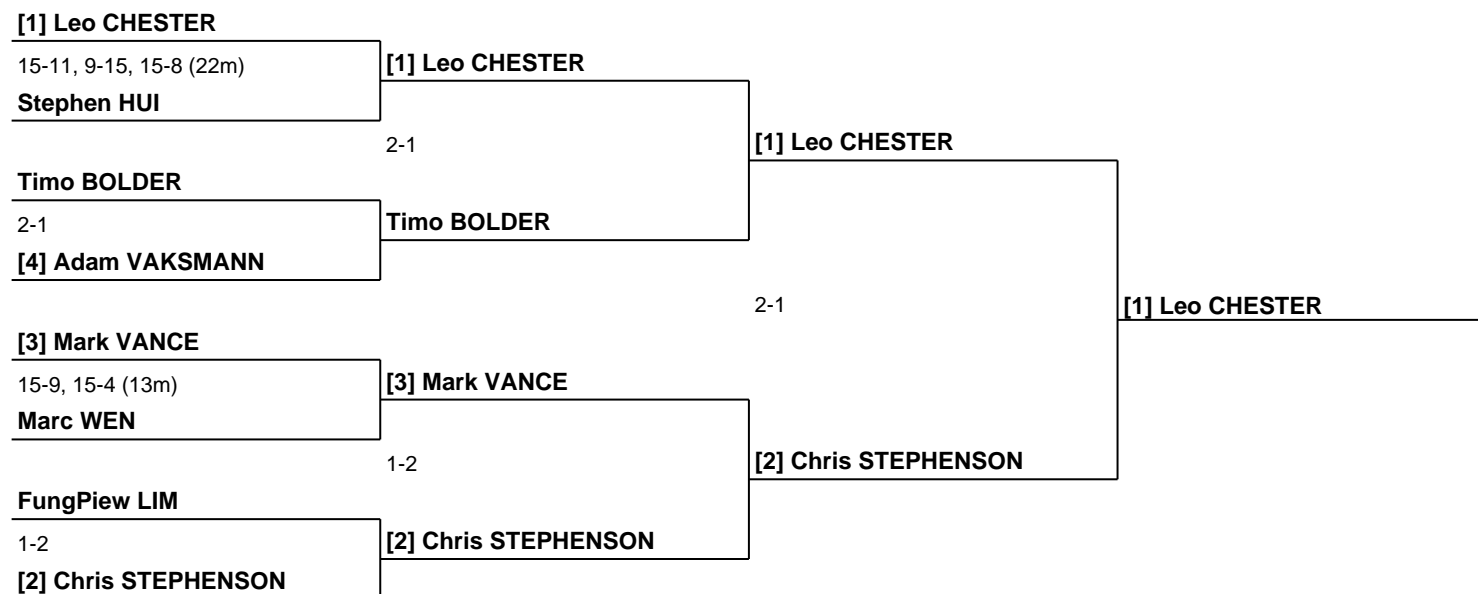 [1] Leo CHESTER
15-11, 9-15, 15-8 (22m)
[1] Leo CHESTER
Stephen HUI
2-1
[1] Leo CHESTER
Timo BOLDER
2-1
Timo BOLDER
[4] Adam VAKSMANN
2-1
[1] Leo CHESTER
[3] Mark VANCE
15-9, 15-4 (13m)
[3] Mark VANCE
Marc WEN
1-2
[2] Chris STEPHENSON
FungPiew LIM
1-2
[2] Chris STEPHENSON
[2] Chris STEPHENSON